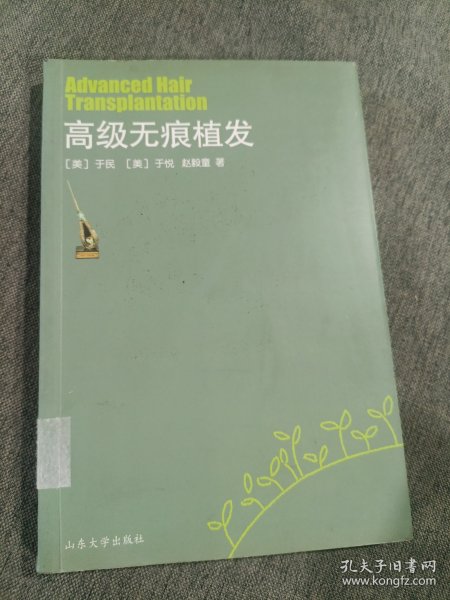 Advanced Hair
Transplantation
高级无痕植发
[美] 于民 [美] 于悦 赵毅童 著
山东大学出版社
孔夫子旧书网
www.kongfz.com